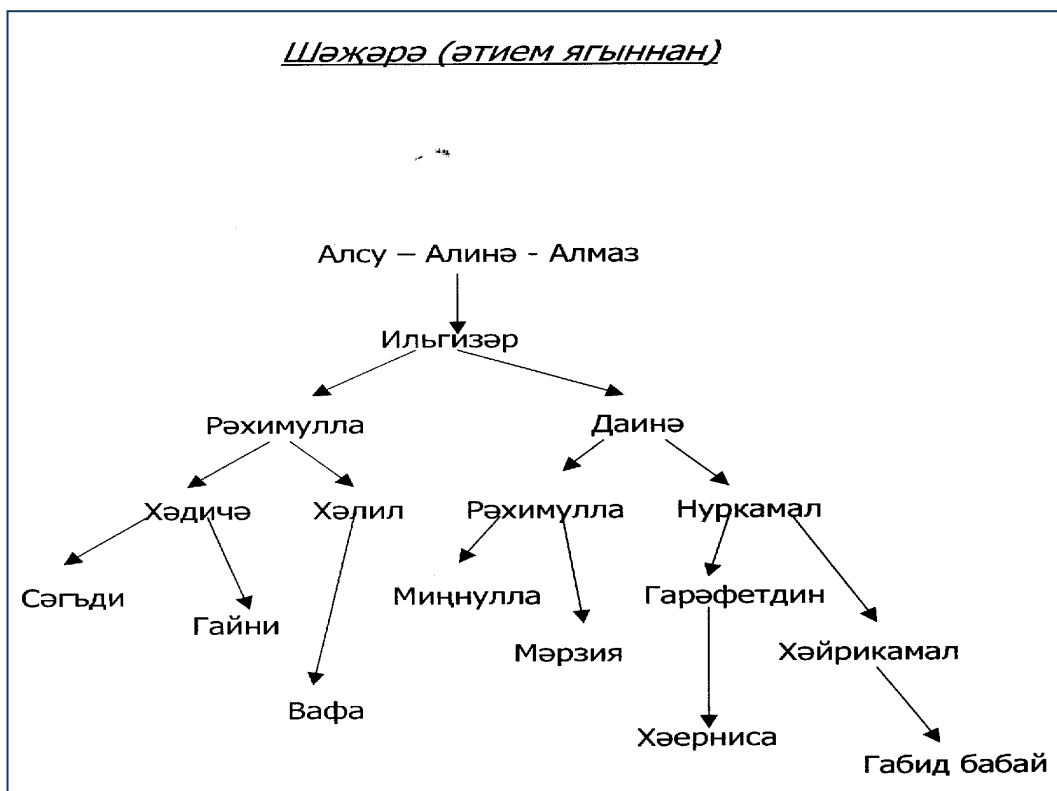 Шәҗәрә (әтием ягыннан)
Алсу – Алинә - Алмаз
Ильгизәр
Рәхимулла Даинә
Хәдичә Хәлил Рәхимулла Нуркамал
Сәгъди Миңнулла Гарәфетдин
Гайни
Мәрзия Хәйрикамал
Вафа
Хәерниса
Габид бабай